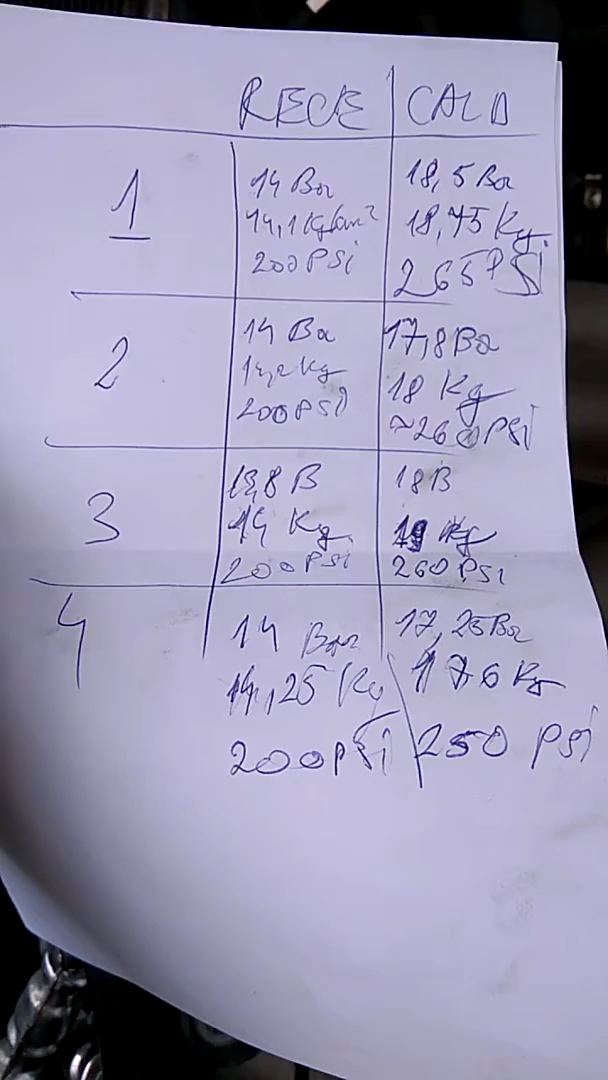 RECE CALD
1
14 Bar
14,1 Kg/cm²
200 PSi
18,5 Bar
18,75 Kg
265 PSI
2
14 Bar
14,2 Kg
200 PSi
17,8 Bar
18 Kg
≈260 PSi
3
13,8 B
14 Kg
200 PSi
18 B
Kg
260 PSi
4
14 Bar
14,25 Kg
200 PSi
17,25 Bar
17 6 Kg
250 PSi